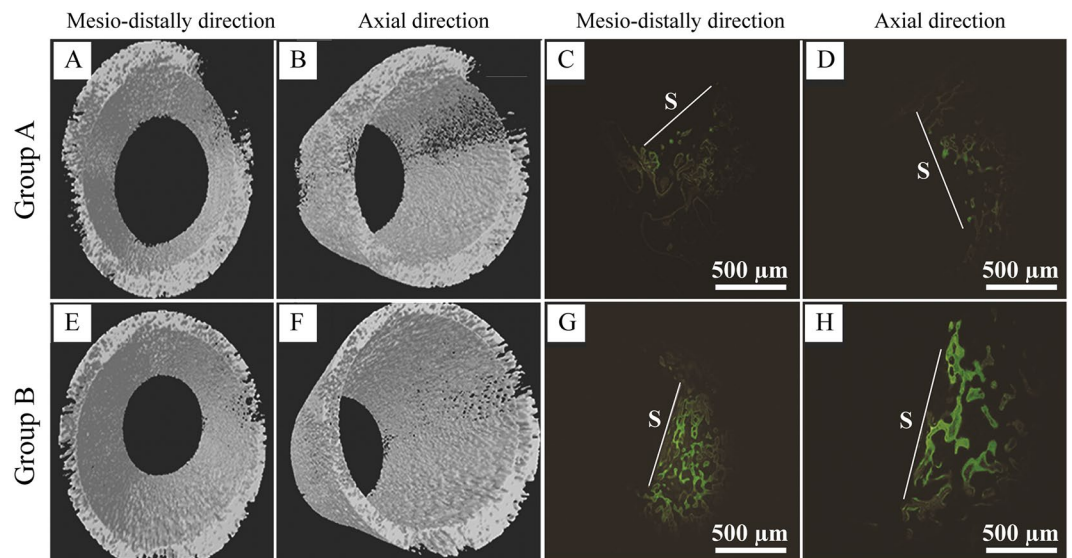 Mesio-distally direction
Axial direction
Mesio-distally direction
Axial direction
Group A
A
B
C
S
500 µm
D
S
500 µm
Group B
E
F
G
S
500 µm
H
S
500 µm